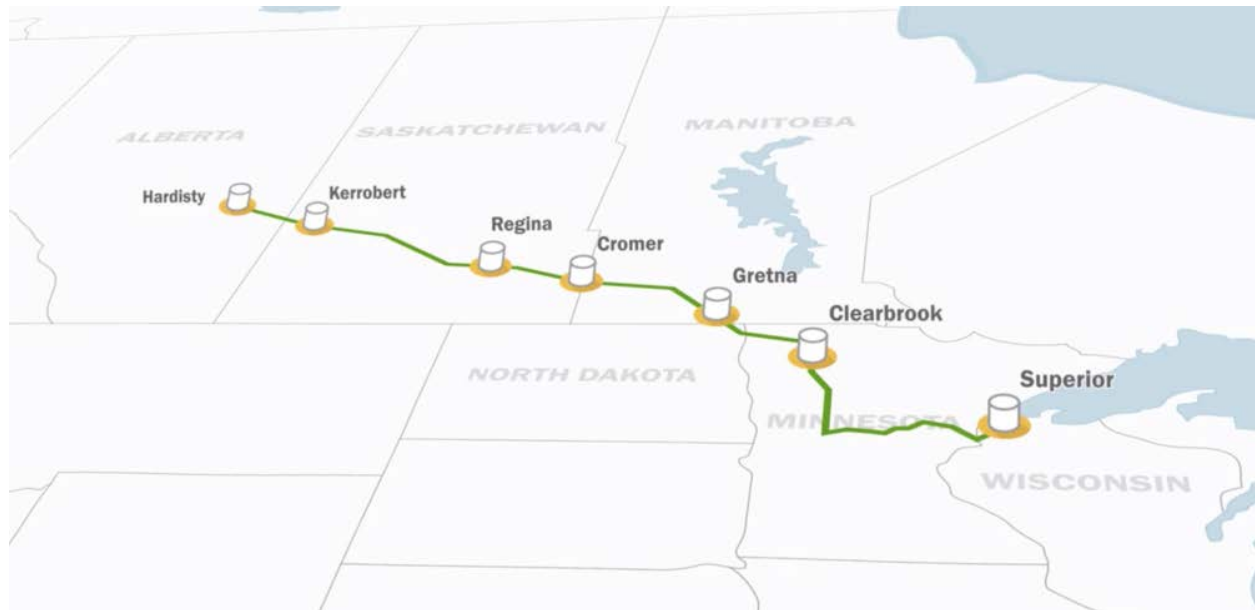 ALBERTA
SASKATCHEWAN
MANITOBA
Hardisty
Kerrobert
Regina
Cromer
Gretna
Clearbrook
NORTH DAKOTA
Superior
MINNESOTA
WISCONSIN